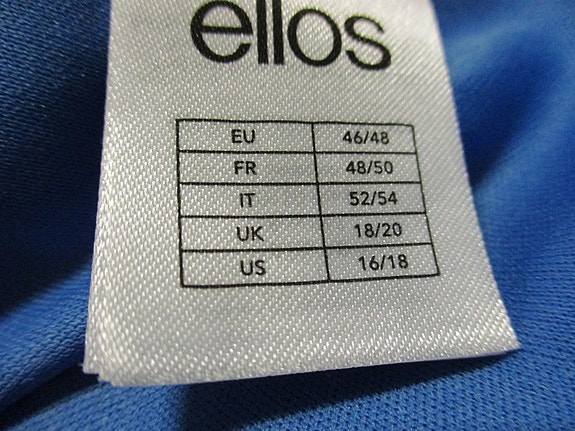 ellos
EU 46/48
FR 48/50
IT 52/54
UK 18/20
US 16/18